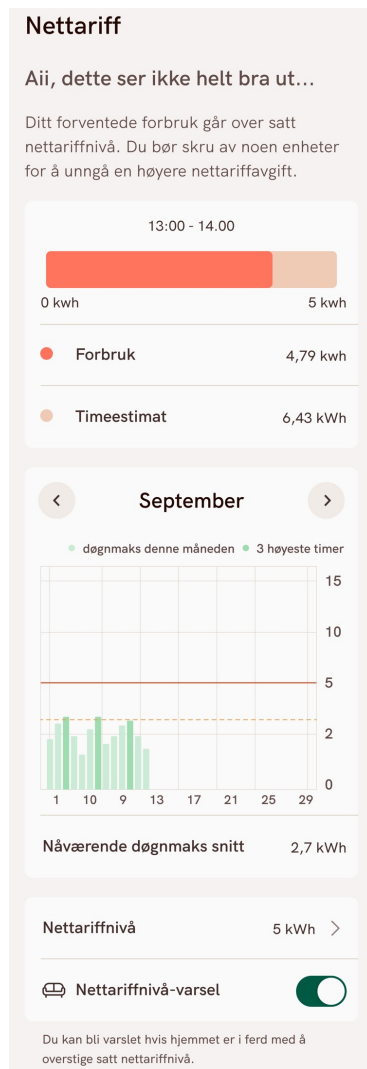 Nettariff
Aii, dette ser ikke helt bra ut...
Ditt forventede forbruk går over satt
nettariffnivå. Du bør skru av noen enheter
for å unngå en høyere nettariffavgift.
13:00 - 14.00
0 kwh 5 kwh
Forbruk 4,79 kwh
Timeestimat 6,43 kWh
September
døgnmaks denne måneden 3 høyeste timer
15
10
5
2
0
1 10 9 13 17 21 25 29
Nåværende døgnmaks snitt 2,7 kWh
Nettariffnivå 5 kWh
Nettariffnivå-varsel
Du kan bli varslet hvis hjemmet er i ferd med å
overstige satt nettariffnivå.